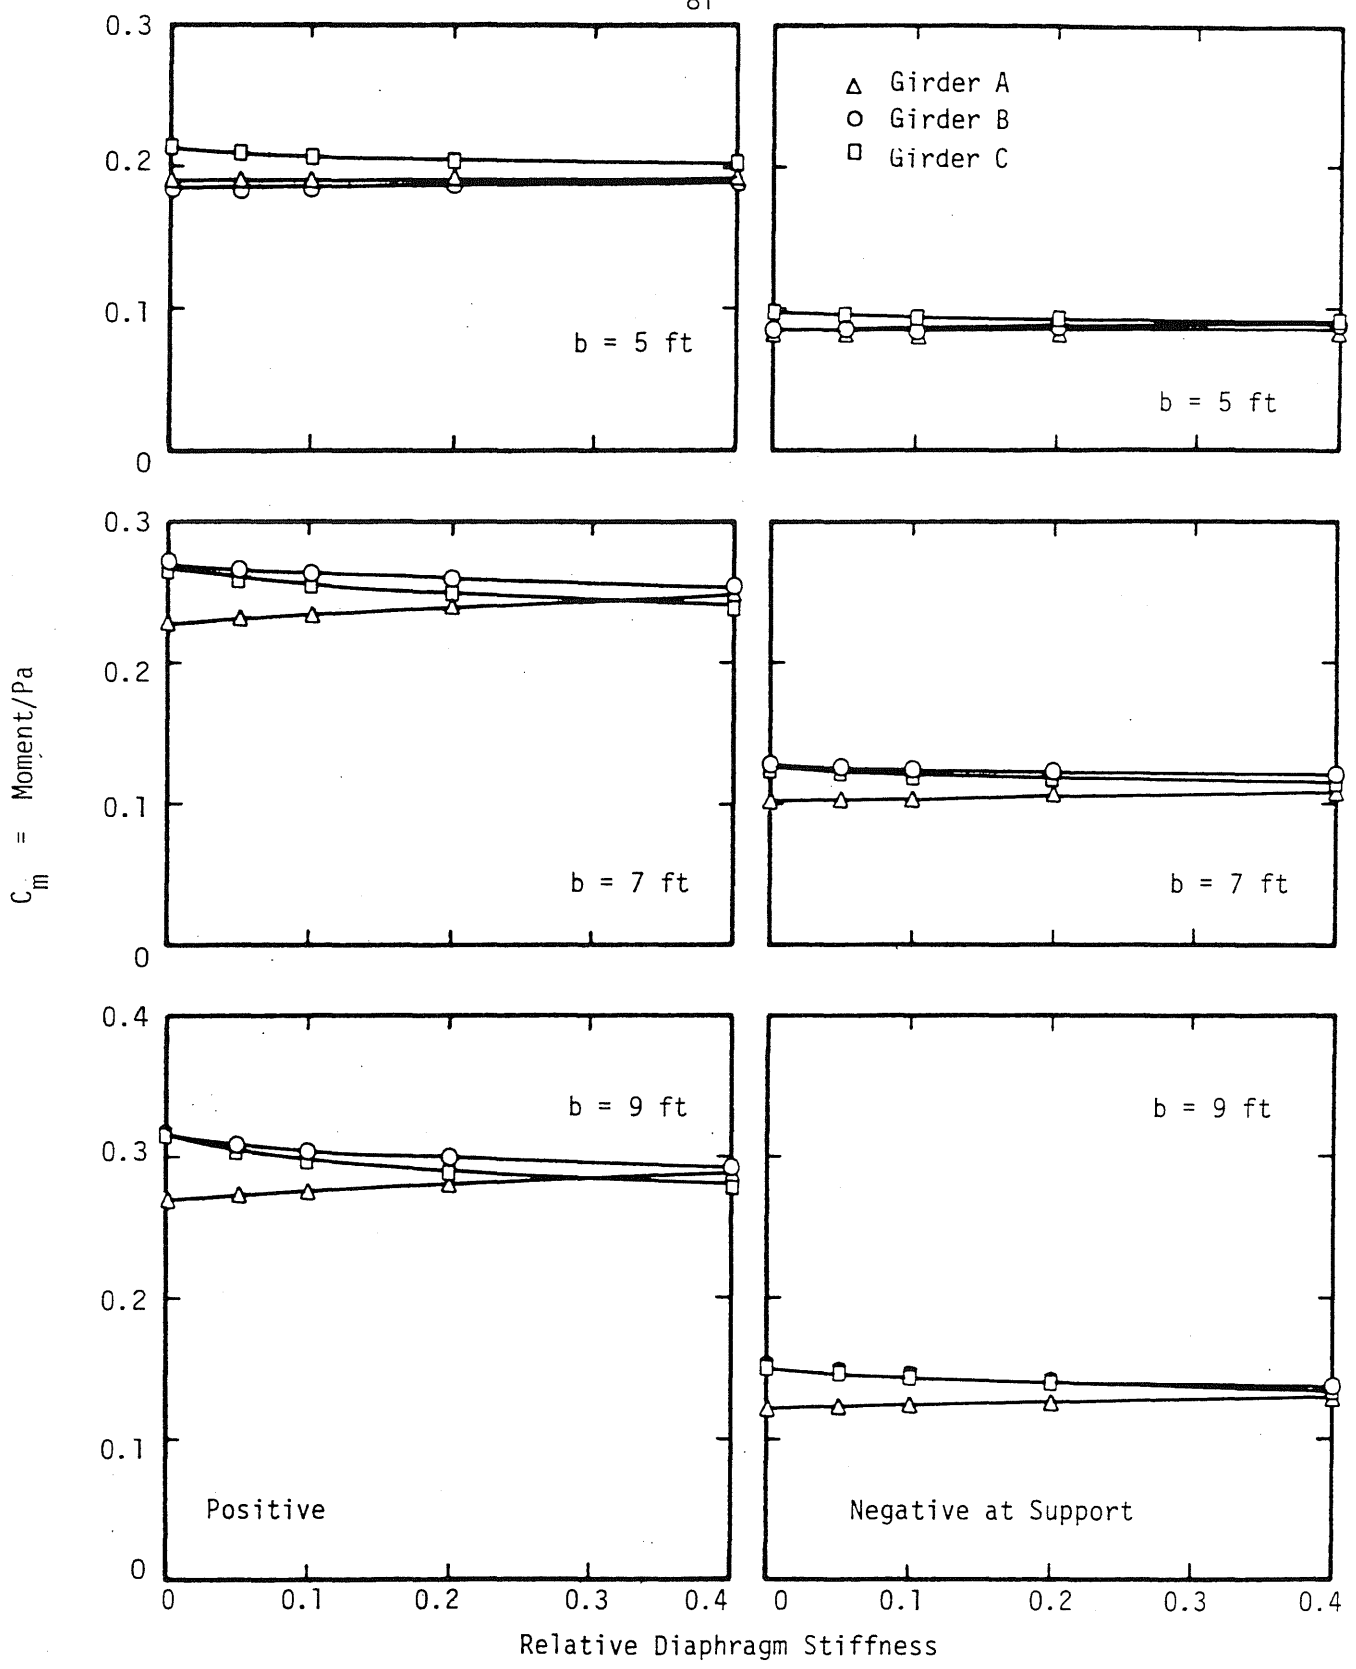 81
0.3
0.2
0.1
0
△ Girder A
○ Girder B
□ Girder C
b = 5 ft
b = 5 ft
0.3
0.2
0.1
0
b = 7 ft
b = 7 ft
C_m = Moment/Pa
0.4
0.3
0.2
0.1
0
b = 9 ft
b = 9 ft
Positive
Negative at Support
0 0.1 0.2 0.3 0.4
0 0.1 0.2 0.3 0.4
Relative Diaphragm Stiffness